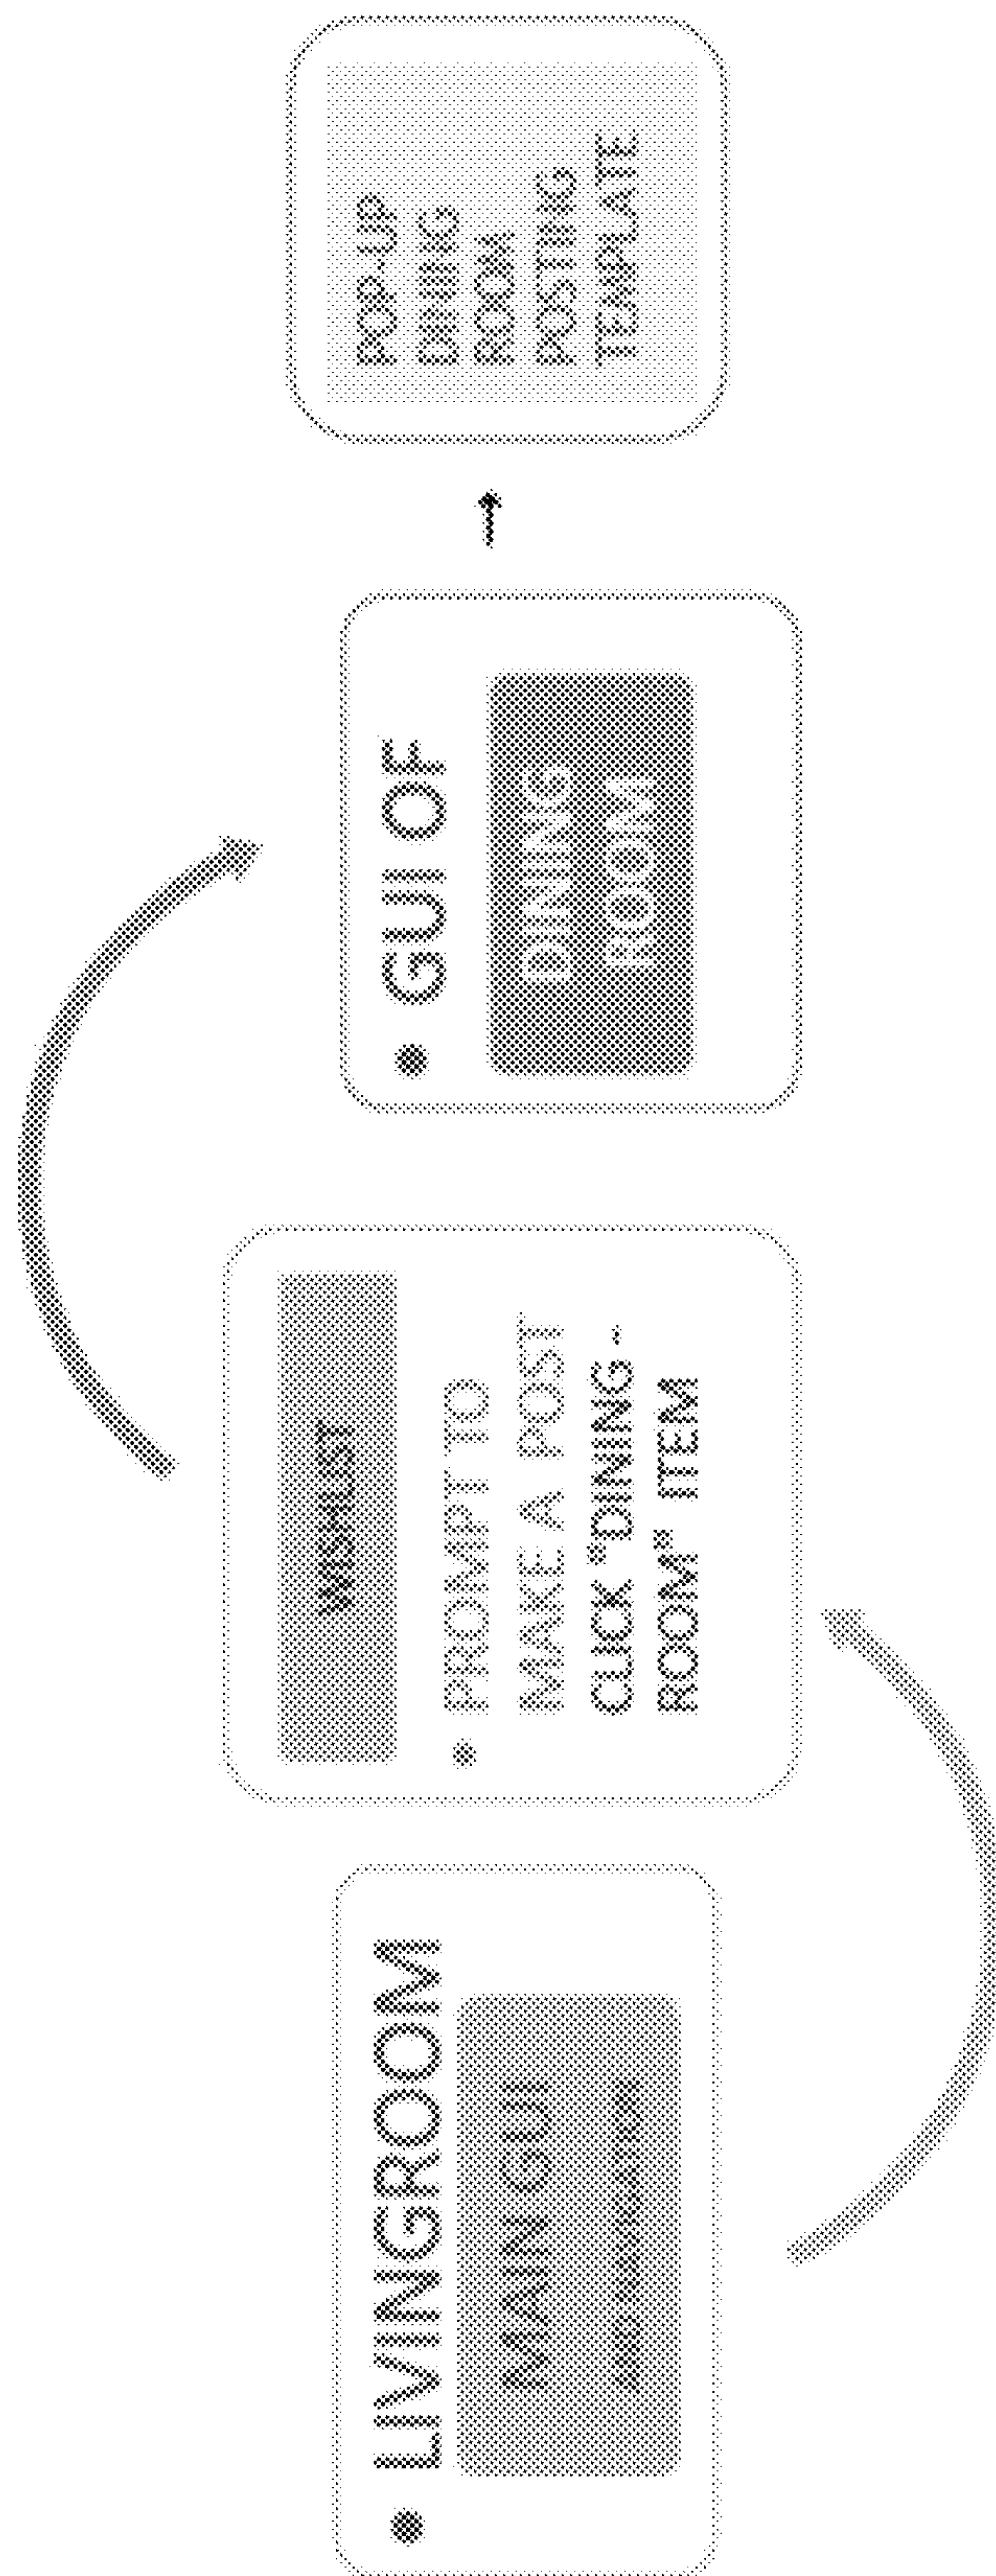 • LIVINGROOM
MAIN GUI
WISHLIST
• PROMPT TO
MAKE A POST
CLICK "DINING -
ROOM" ITEM
• GUI OF
DINING
ROOM
POP-UP
DINING
ROOM
POSTING
TEMPLATE